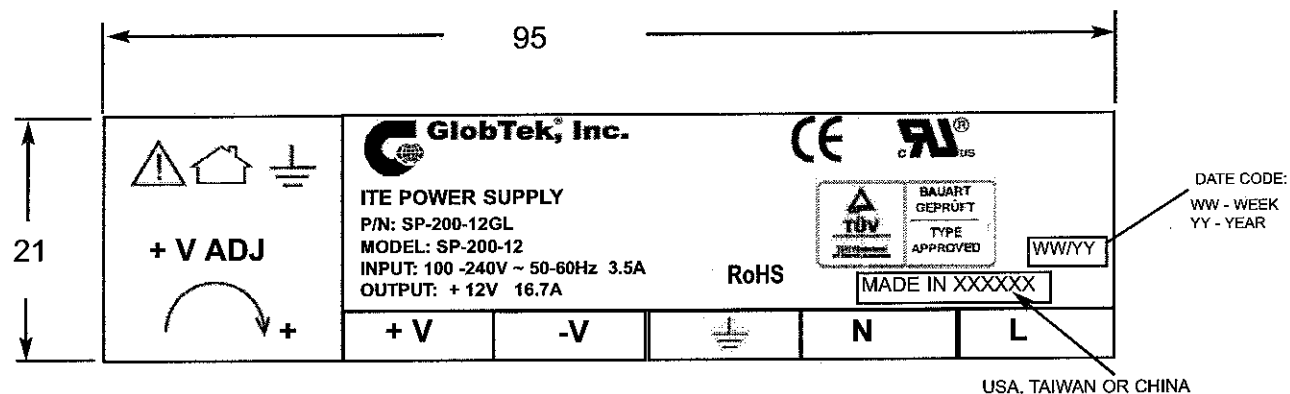 95
21
+ V ADJ
+
GlobTek,® Inc.
ITE POWER SUPPLY
P/N: SP-200-12GL
MODEL: SP-200-12
INPUT: 100 -240V ~ 50-60Hz 3.5A
OUTPUT: + 12V 16.7A
RoHS
CE
C RU ® US
TÜV
BAUART
GEPRÜFT
TYPE
APPROVED
WW/YY
MADE IN XXXXXX
+ V
-V
N
L
DATE CODE:
WW - WEEK
YY - YEAR
USA. TAIWAN OR CHINA